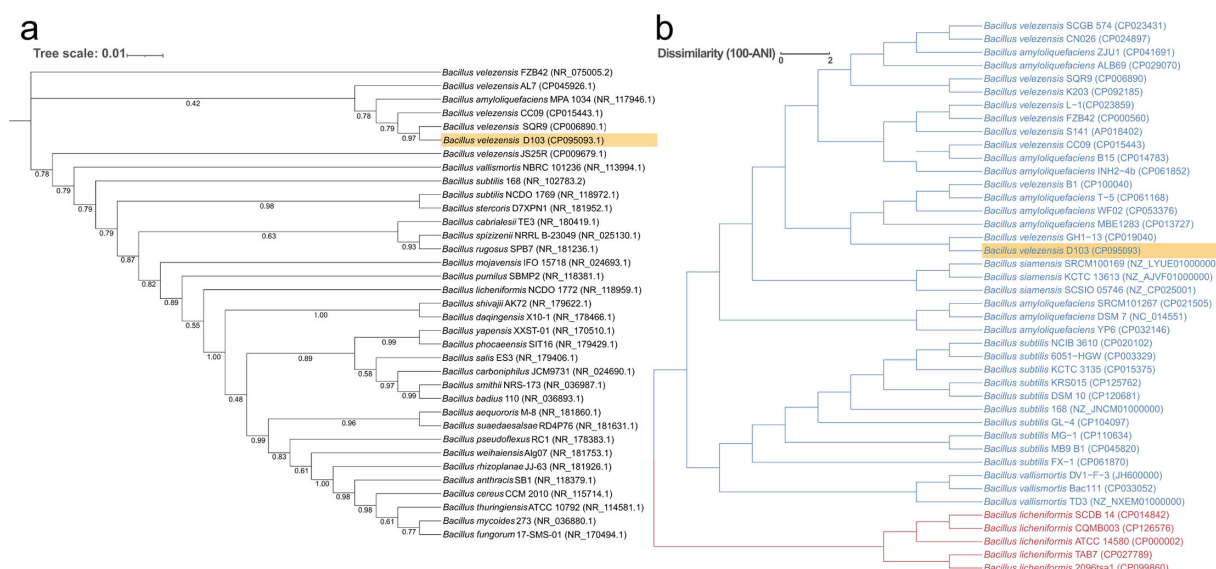 a
Tree scale: 0.01
Bacillus velezensis FZB42 (NR_075005.2)
Bacillus velezensis AL7 (CP045926.1)
0.42
Bacillus amyloliquefaciens MPA 1034 (NR_117946.1)
0.78
Bacillus velezensis CC09 (CP015443.1)
0.79
Bacillus velezensis SQR9 (CP006890.1)
0.97
Bacillus velezensis D103 (CP095093.1)
Bacillus velezensis JS25R (CP009679.1)
0.78
Bacillus vallismortis NBRC 101236 (NR_113994.1)
0.79
Bacillus subtilis 168 (NR_102783.2)
Bacillus subtilis NCDO 1769 (NR_118972.1)
0.98
0.79
Bacillus stercoris D7XPN1 (NR_181952.1)
Bacillus cabrialesii TE3 (NR_180419.1)
0.79
Bacillus spizizenii NRRL B-23049 (NR_025130.1)
0.63
0.93
Bacillus rugosus SPB7 (NR_181236.1)
0.87
Bacillus mojavensis IFO 15718 (NR_024693.1)
0.82
Bacillus pumilus SBMP2 (NR_118381.1)
0.89
Bacillus licheniformis NCDO 1772 (NR_118959.1)
Bacillus shivajii AK72 (NR_179622.1)
1.00
0.55
Bacillus daqingensis X10-1 (NR_178466.1)
Bacillus yapensis XXST-01 (NR_170510.1)
0.99
Bacillus phocaeensis SIT16 (NR_179429.1)
1.00
0.89
Bacillus salis ES3 (NR_179406.1)
0.58
Bacillus carboniphilus JCM9731 (NR_024690.1)
0.97
Bacillus smithii NRS-173 (NR_036987.1)
0.99
Bacillus badius 110 (NR_036893.1)
0.48
Bacillus aequororis M-8 (NR_181860.1)
0.96
Bacillus suaedaesalsae RD4P76 (NR_181631.1)
0.99
Bacillus pseudoflexus RC1 (NR_178383.1)
0.83
Bacillus weihaiensis Alg07 (NR_181753.1)
0.61
Bacillus rhizoplanae JJ-63 (NR_181926.1)
1.00
Bacillus anthracis SB1 (NR_118379.1)
0.98
Bacillus cereus CCM 2010 (NR_115714.1)
0.98
Bacillus thuringiensis ATCC 10792 (NR_114581.1)
0.61
Bacillus mycoides 273 (NR_036880.1)
0.77
Bacillus fungorum 17-SMS-01 (NR_170494.1)
b
Dissimilarity (100-ANI)
0 2
Bacillus velezensis SCGB 574 (CP023431)
Bacillus velezensis CN026 (CP024897)
Bacillus amyloliquefaciens ZJU1 (CP041691)
Bacillus amyloliquefaciens ALB69 (CP029070)
Bacillus velezensis SQR9 (CP006890)
Bacillus velezensis K203 (CP092185)
Bacillus velezensis L-1(CP023859)
Bacillus velezensis FZB42 (CP000560)
Bacillus velezensis S141 (AP018402)
Bacillus velezensis CC09 (CP015443)
Bacillus amyloliquefaciens B15 (CP014783)
Bacillus amyloliquefaciens INH2-4b (CP061852)
Bacillus velezensis B1 (CP100040)
Bacillus amyloliquefaciens T-5 (CP061168)
Bacillus amyloliquefaciens WF02 (CP053376)
Bacillus amyloliquefaciens MBE1283 (CP013727)
Bacillus velezensis GH1-13 (CP019040)
Bacillus velezensis D103 (CP095093)
Bacillus siamensis SRCM100169 (NZ_LYUE01000000
Bacillus siamensis KCTC 13613 (NZ_AJVF01000000)
Bacillus siamensis SCSIO 05746 (NZ_CP025001)
Bacillus amyloliquefaciens SRCM101267 (CP021505)
Bacillus amyloliquefaciens DSM 7 (NC_014551)
Bacillus amyloliquefaciens YP6 (CP032146)
Bacillus subtilis NCIB 3610 (CP020102)
Bacillus subtilis 6051-HGW (CP003329)
Bacillus subtilis KCTC 3135 (CP015375)
Bacillus subtilis KRS015 (CP125762)
Bacillus subtilis DSM 10 (CP120681)
Bacillus subtilis 168 (NZ_JNCM01000000)
Bacillus subtilis GL-4 (CP104097)
Bacillus subtilis MG-1 (CP110634)
Bacillus subtilis MB9 B1 (CP045820)
Bacillus subtilis FX-1 (CP061870)
Bacillus vallismortis DV1-F-3 (JH600000)
Bacillus vallismortis Bac111 (CP033052)
Bacillus vallismortis TD3 (NZ_NXEM01000000)
Bacillus licheniformis SCDB 14 (CP014842)
Bacillus licheniformis CQMB003 (CP126576)
Bacillus licheniformis ATCC 14580 (CP000002)
Bacillus licheniformis TAB7 (CP027789)
Bacillus licheniformis 2096tsa1 (CP099860)